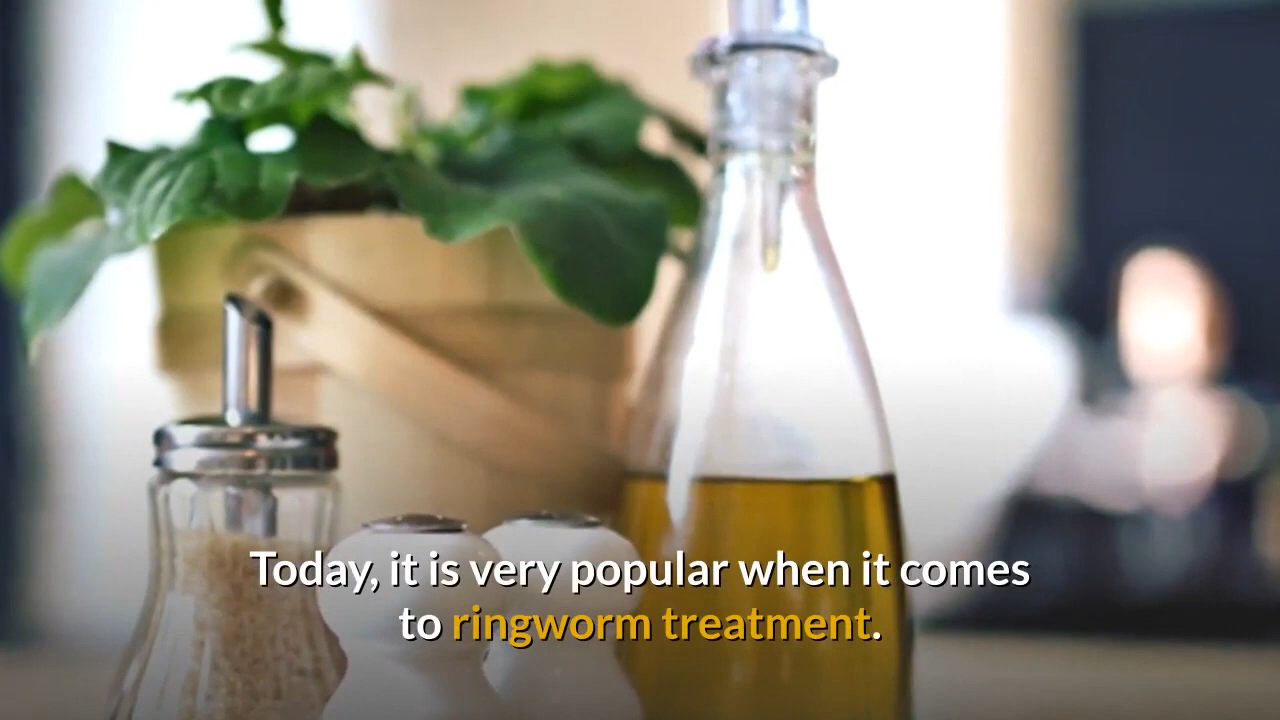 Today, it is very popular when it comes
to ringworm treatment.